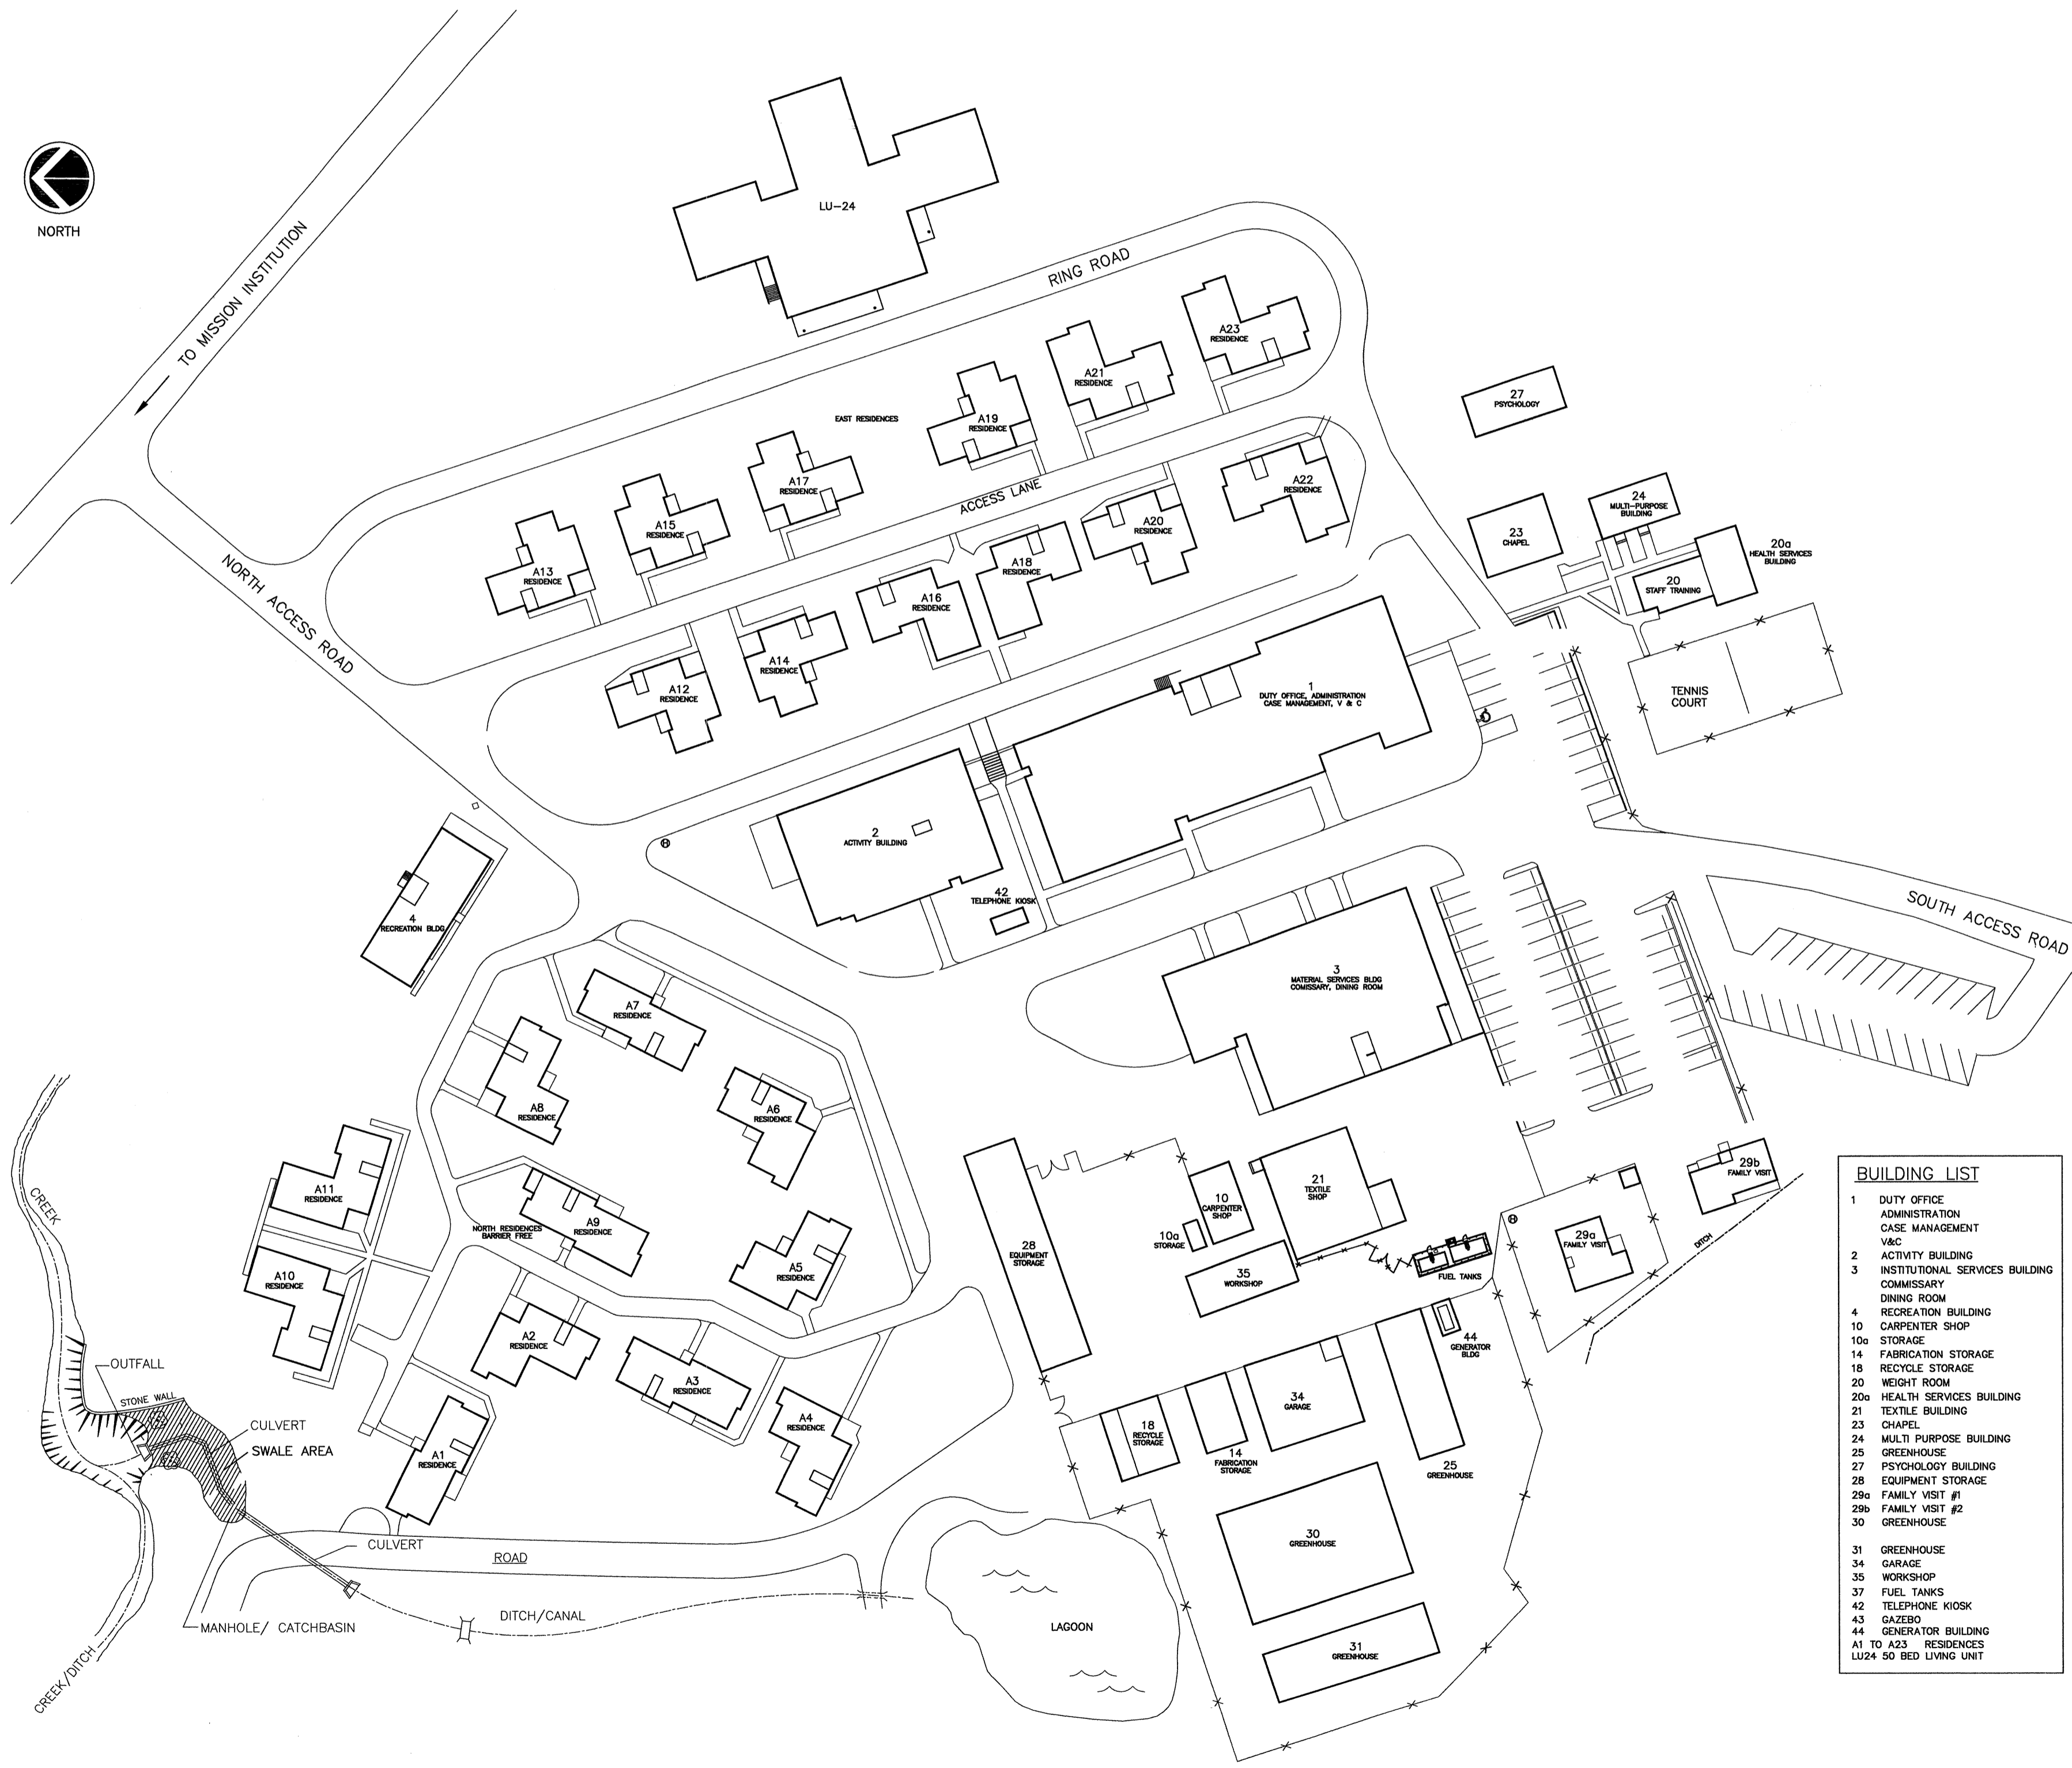 NORTH
TO MISSION INSTITUTION
LU-24
RING ROAD
A23
RESIDENCE
A21
RESIDENCE
A19
RESIDENCE
EAST RESIDENCES
A17
RESIDENCE
A15
RESIDENCE
A13
RESIDENCE
ACCESS LANE
A22
RESIDENCE
A20
RESIDENCE
A18
RESIDENCE
A16
RESIDENCE
A14
RESIDENCE
A12
RESIDENCE
NORTH ACCESS ROAD
27
PSYCHOLOGY
24
MULTI-PURPOSE
BUILDING
23
CHAPEL
20a
HEALTH SERVICES
BUILDING
20
STAFF TRAINING
TENNIS
COURT
1
DUTY OFFICE, ADMINISTRATION
CASE MANAGEMENT, V & C
2
ACTIVITY BUILDING
H
42
TELEPHONE KIOSK
4
RECREATION BLDG
SOUTH ACCESS ROAD
3
MATERIAL SERVICES BLDG
COMISSARY, DINING ROOM
A7
RESIDENCE
A8
RESIDENCE
A6
RESIDENCE
A11
RESIDENCE
A9
RESIDENCE
NORTH RESIDENCES
BARRIER FREE
A5
RESIDENCE
A10
RESIDENCE
A2
RESIDENCE
A3
RESIDENCE
A4
RESIDENCE
A1
RESIDENCE
28
EQUIPMENT
STORAGE
10
CARPENTER
SHOP
10a
STORAGE
21
TEXTILE
SHOP
35
WORKSHOP
FUEL TANKS
H
29a
FAMILY VISIT
29b
FAMILY VISIT
DITCH
44
GENERATOR
BLDG
34
GARAGE
18
RECYCLE
STORAGE
14
FABRICATION
STORAGE
25
GREENHOUSE
30
GREENHOUSE
31
GREENHOUSE
LAGOON
CREEK
OUTFALL
STONE WALL
CULVERT
SWALE AREA
CULVERT
ROAD
DITCH/CANAL
MANHOLE/ CATCHBASIN
CREEK/DITCH
BUILDING LIST
1 DUTY OFFICE
ADMINISTRATION
CASE MANAGEMENT
V&C
2 ACTIVITY BUILDING
3 INSTITUTIONAL SERVICES BUILDING
COMMISSARY
DINING ROOM
4 RECREATION BUILDING
10 CARPENTER SHOP
10a STORAGE
14 FABRICATION STORAGE
18 RECYCLE STORAGE
20 WEIGHT ROOM
20a HEALTH SERVICES BUILDING
21 TEXTILE BUILDING
23 CHAPEL
24 MULTI PURPOSE BUILDING
25 GREENHOUSE
27 PSYCHOLOGY BUILDING
28 EQUIPMENT STORAGE
29a FAMILY VISIT #1
29b FAMILY VISIT #2
30 GREENHOUSE
31 GREENHOUSE
34 GARAGE
35 WORKSHOP
37 FUEL TANKS
42 TELEPHONE KIOSK
43 GAZEBO
44 GENERATOR BUILDING
A1 TO A23 RESIDENCES
LU24 50 BED LIVING UNIT